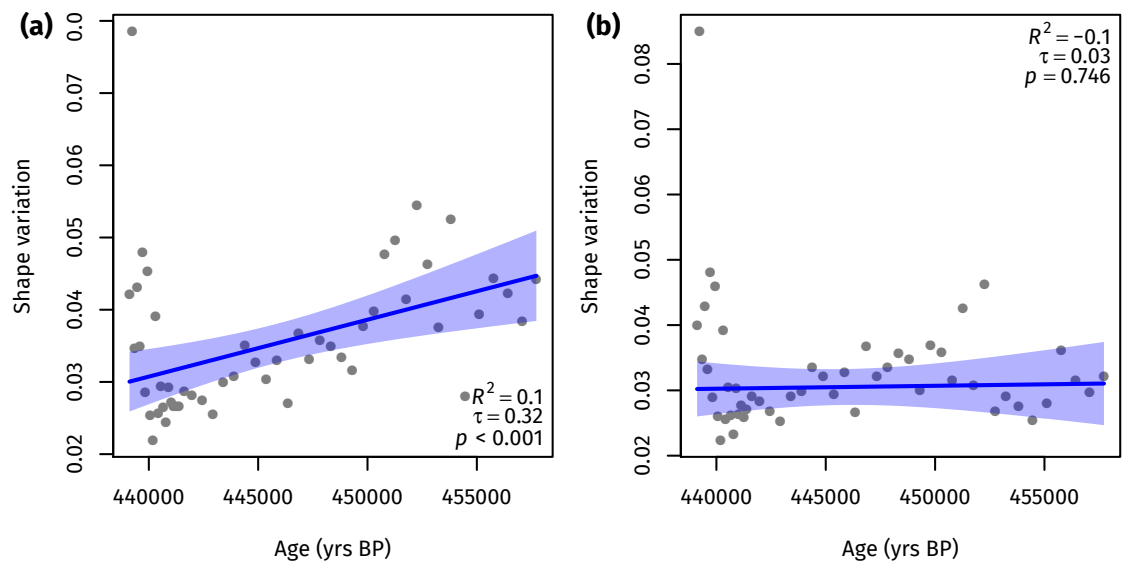 (a)
Shape variation
0.02
0.03
0.04
0.05
0.06
0.07
0.0
R² = 0.1
τ = 0.32
p < 0.001
440000 445000 450000 455000
Age (yrs BP)
(b)
Shape variation
0.02
0.03
0.04
0.05
0.06
0.07
0.08
R² = −0.1
τ = 0.03
p = 0.746
440000 445000 450000 455000
Age (yrs BP)